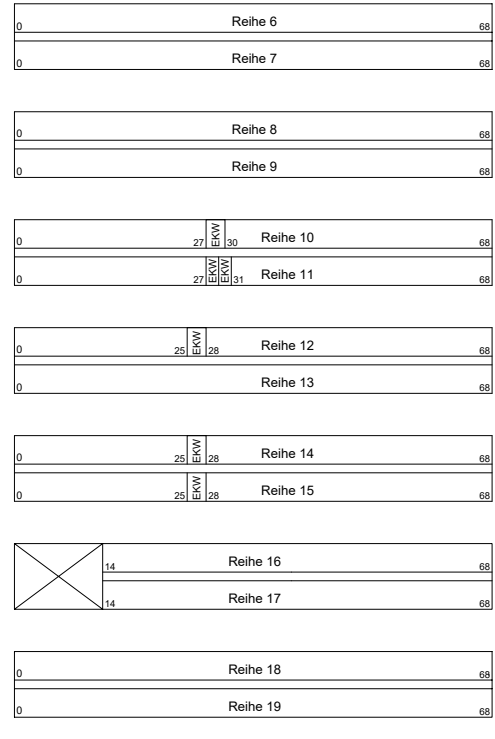 0 Reihe 6 68
0 Reihe 7 68
0 Reihe 8 68
0 Reihe 9 68
0 27 EKW 30 Reihe 10 68
0 27 EKW EKW 31 Reihe 11 68
0 25 EKW 28 Reihe 12 68
0 Reihe 13 68
0 25 EKW 28 Reihe 14 68
0 25 EKW 28 Reihe 15 68
14 Reihe 16 68
14 Reihe 17 68
0 Reihe 18 68
0 Reihe 19 68